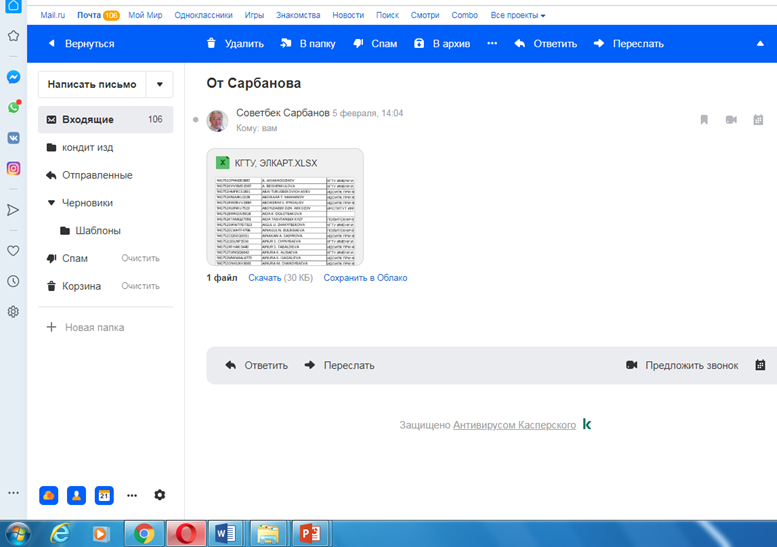 Mail.ru Почта 106 Мой Мир Одноклассники Игры Знакомства Новости Поиск Смотри Combo Все проекты
Вернуться Удалить В папку Спам В архив Ответить Переслать
Написать письмо
Входящие 106
кондит изд
Отправленные
Черновики
Шаблоны
Спам Очистить
Корзина Очистить
Новая папка
От Сарбанова
Советбек Сарбанов 5 февраля, 14:04
Кому: вам
КГТУ, ЭЛКАРТ.XLSX
1 файл Скачать (30 КБ) Сохранить в Облако
Ответить Переслать Предложить звонок
Защищено Антивирусом Касперского
21